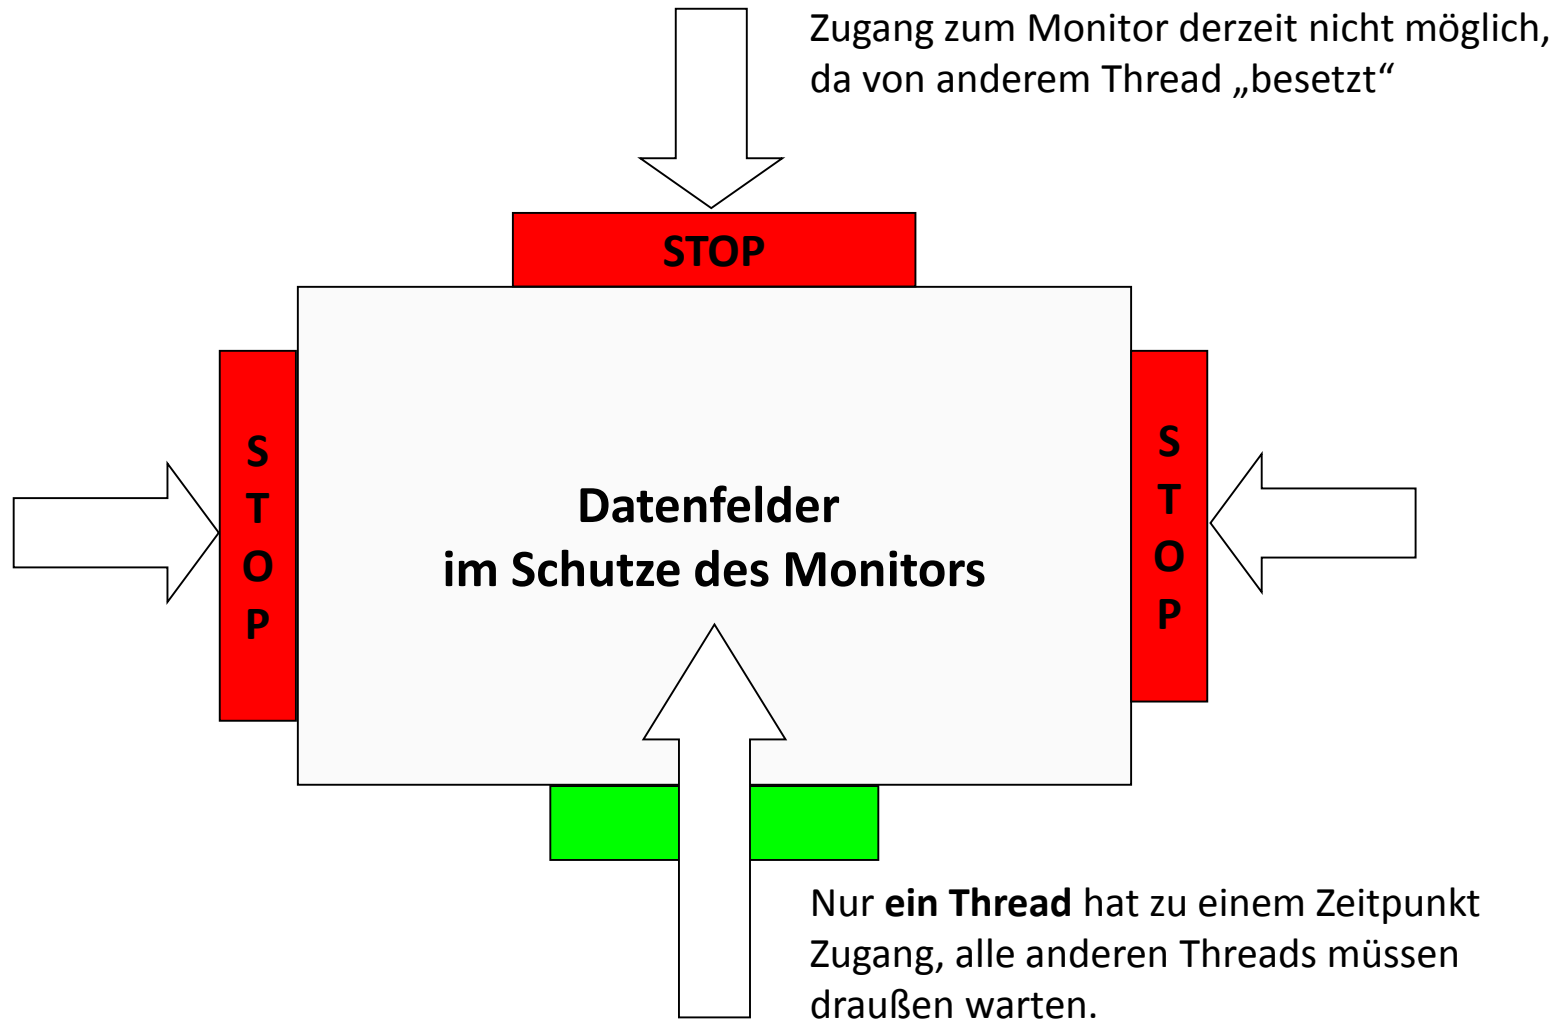 Zugang zum Monitor derzeit nicht möglich,
da von anderem Thread „besetzt“
STOP
S
T
O
P
Datenfelder
im Schutze des Monitors
S
T
O
P
Nur ein Thread hat zu einem Zeitpunkt
Zugang, alle anderen Threads müssen
draußen warten.